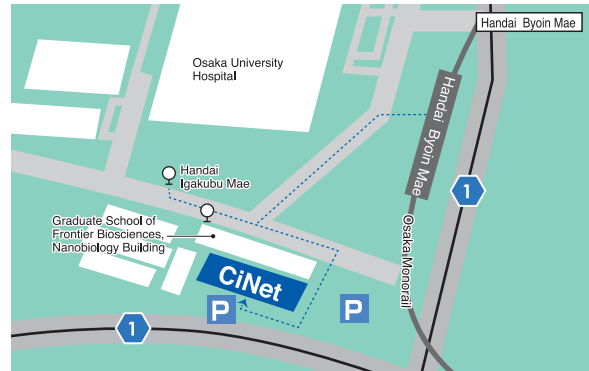 Handai Byoin Mae
Osaka University
Hospital
Handai Byoin Mae
Handai
Igakubu Mae
1
Graduate School of
Frontier Biosciences,
Nanobiology Building
Osaka Monorail
CiNet
P
P
1